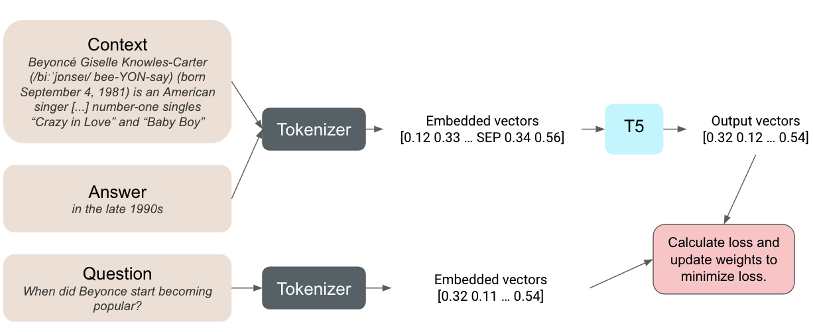 Context
Beyoncé Giselle Knowles-Carter
(/biːˈjɒnseɪ/ bee-YON-say) (born
September 4, 1981) is an American
singer [...] number-one singles
“Crazy in Love” and “Baby Boy”
Answer
in the late 1990s
Tokenizer
Embedded vectors
[0.12 0.33 … SEP 0.34 0.56]
T5
Output vectors
[0.32 0.12 … 0.54]
Question
When did Beyonce start becoming
popular?
Tokenizer
Embedded vectors
[0.32 0.11 … 0.54]
Calculate loss and
update weights to
minimize loss.